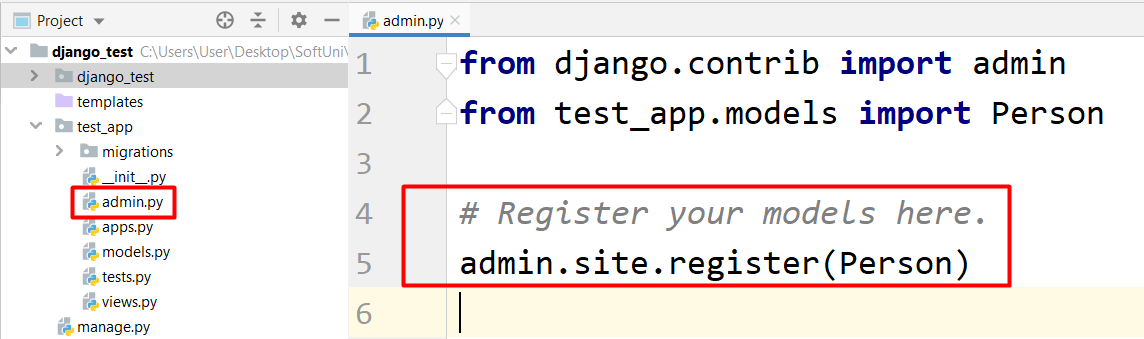 Project
django_test C:\Users\User\Desktop\SoftUni\
django_test
templates
test_app
migrations
__init__.py
admin.py
apps.py
models.py
tests.py
views.py
manage.py
admin.py
1 from django.contrib import admin
2 from test_app.models import Person
3
4 # Register your models here.
5 admin.site.register(Person)
6